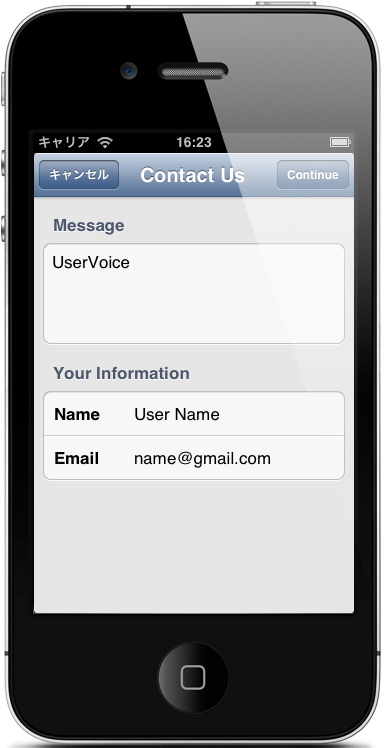 キャリア 16:23
キャンセル Contact Us Continue
Message
UserVoice
Your Information
Name User Name
Email name@gmail.com